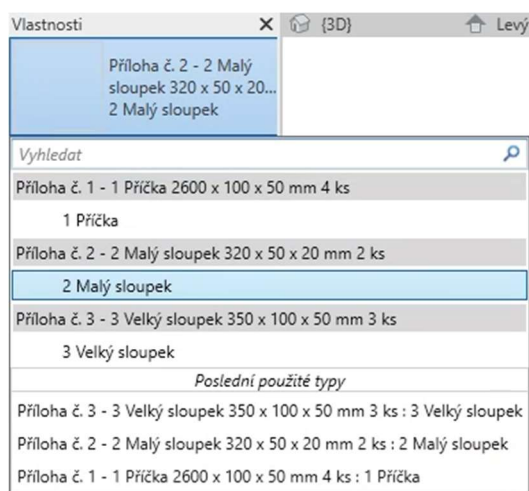 Vlastnosti
{3D}
Levý
Příloha č. 2 - 2 Malý
sloupek 320 x 50 x 20...
2 Malý sloupek
Vyhledat
Příloha č. 1 - 1 Příčka 2600 x 100 x 50 mm 4 ks
1 Příčka
Příloha č. 2 - 2 Malý sloupek 320 x 50 x 20 mm 2 ks
2 Malý sloupek
Příloha č. 3 - 3 Velký sloupek 350 x 100 x 50 mm 3 ks
3 Velký sloupek
Poslední použité typy
Příloha č. 3 - 3 Velký sloupek 350 x 100 x 50 mm 3 ks : 3 Velký sloupek
Příloha č. 2 - 2 Malý sloupek 320 x 50 x 20 mm 2 ks : 2 Malý sloupek
Příloha č. 1 - 1 Příčka 2600 x 100 x 50 mm 4 ks : 1 Příčka